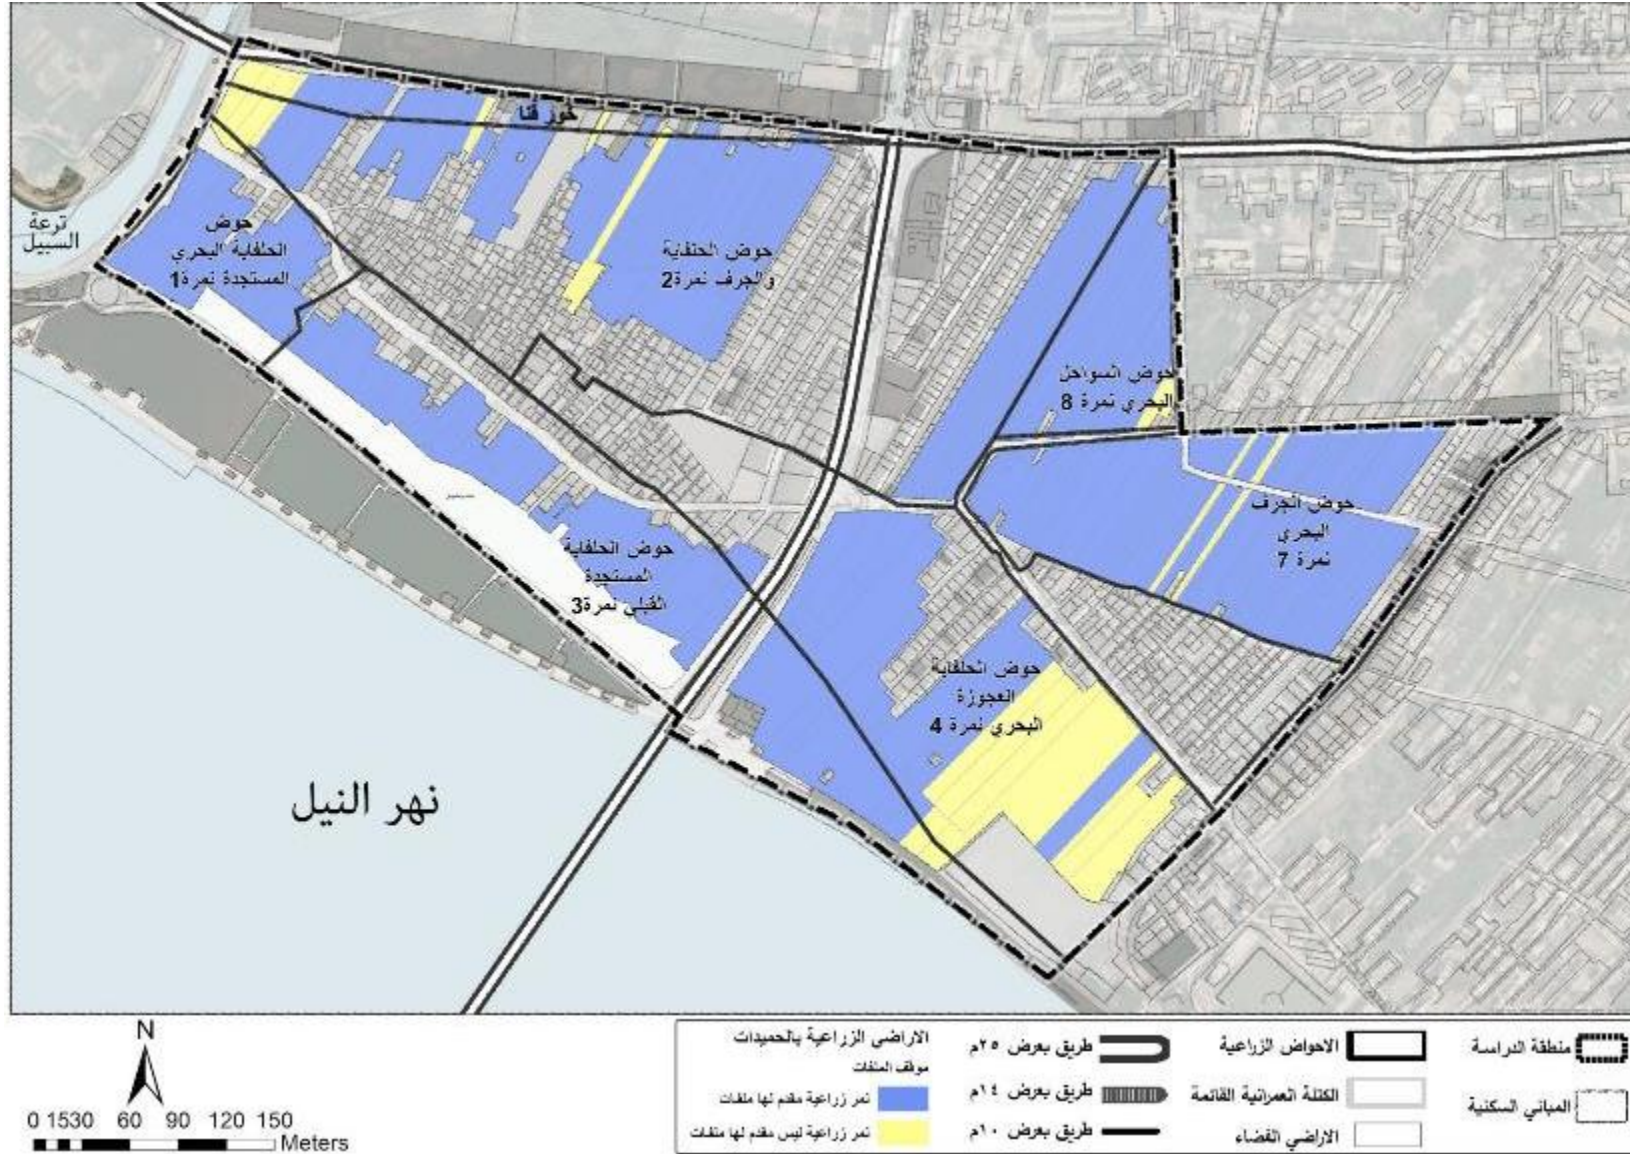 خور قنا
ترعة
السبيل
حوض
الحلفاية البحري
المستجدة نمرة1
حوض الحلفاية
والجرف نمرة2
حوض السواحل
البحري نمرة 8
حوض الجرف
البحري
نمرة 7
حوض الحلفاية
المستجدة
القبلي نمرة3
حوض الحلفاية
العجوزة
البحري نمرة 4
نهر النيل
N
0 1530 60 90 120 150
Meters
منطقة الدراسة
المباني السكنية
الاحواض الزراعية
الكتلة العمرانية القائمة
الاراضي الفضاء
طريق بعرض ٢٥م
طريق بعرض ١٤م
طريق بعرض ١٠م
الاراضي الزراعية بالحميدات
موقف الملفات
نمر زراعية مقدم لها ملفات
نمر زراعية ليس مقدم لها ملفات